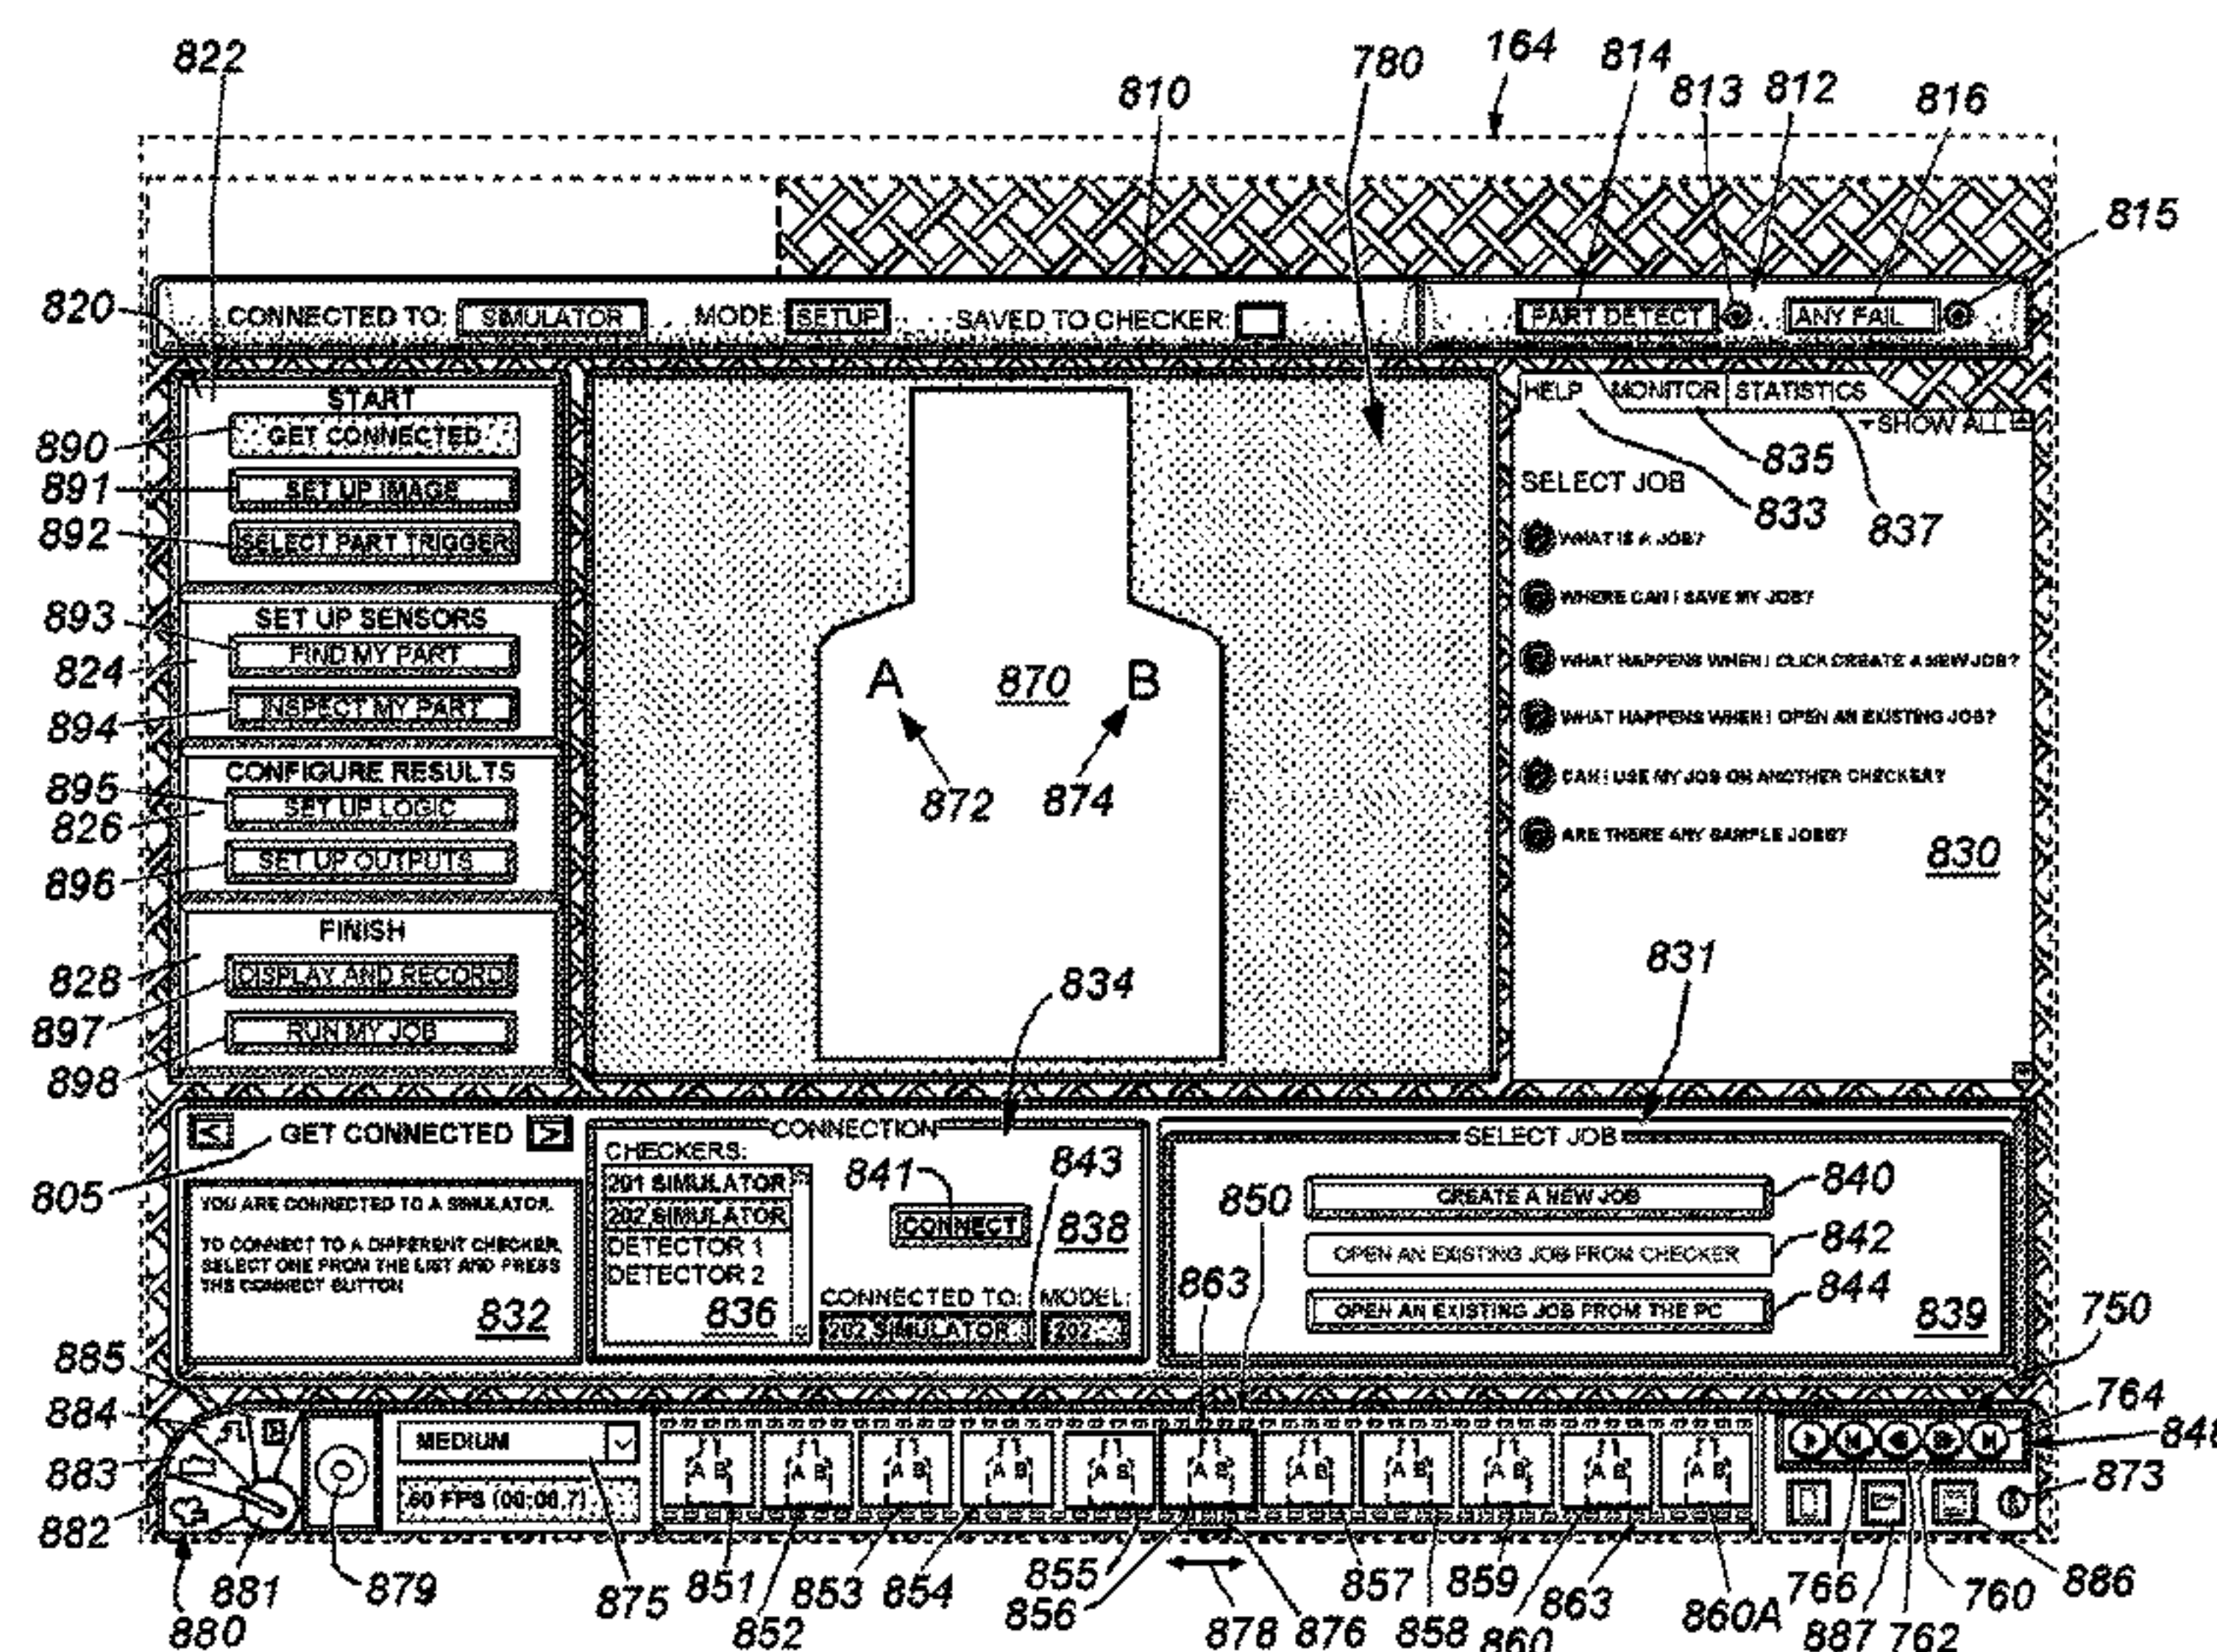 822
810
780
164
814
813
812
816
815
820
CONNECTED TO: SIMULATOR MODE: SETUP SAVED TO CHECKER:
PART DETECT ANY FAIL
START
890 GET CONNECTED
891 SET UP IMAGE
892 SELECT PART TRIGGER
893 SET UP SENSORS
FIND MY PART
824
894 INSPECT MY PART
CONFIGURE RESULTS
895 SET UP LOGIC
826
896 SET UP OUTPUTS
FINISH
828
897 DISPLAY AND RECORD
898 RUN MY JOB
A 870 B
872 874
HELP MONITOR STATISTICS
SHOW ALL
835
833
837
SELECT JOB
WHAT IS A JOB?
WHERE CAN I SAVE MY JOB?
WHAT HAPPENS WHEN I CLICK CREATE A NEW JOB?
WHAT HAPPENS WHEN I OPEN AN EXISTING JOB?
CAN I USE MY JOB ON ANOTHER CHECKER?
ARE THERE ANY SAMPLE JOBS?
830
831
834
< GET CONNECTED >
805
YOU ARE CONNECTED TO A SIMULATOR.
TO CONNECT TO A DIFFERENT CHECKER,
SELECT ONE FROM THE LIST AND PRESS
THE CONNECT BUTTON
832
CONNECTION
CHECKERS:
201 SIMULATOR
202 SIMULATOR
DETECTOR 1
DETECTOR 2
836
841
CONNECT
843
838
CONNECTED TO: MODEL:
202 SIMULATOR 202
850
863
SELECT JOB
CREATE A NEW JOB 840
OPEN AN EXISTING JOB FROM CHECKER 842
OPEN AN EXISTING JOB FROM THE PC 844
839
750
885
884
883
882
881
880
879
MEDIUM
60 FPS (00:06.7)
875
A B A B A B A B A B A B A B A B A B A B A B
764
848
873
851
852
853
854
855
856
878
876
857
858
859
860
863
860A
766
887
762
760
886